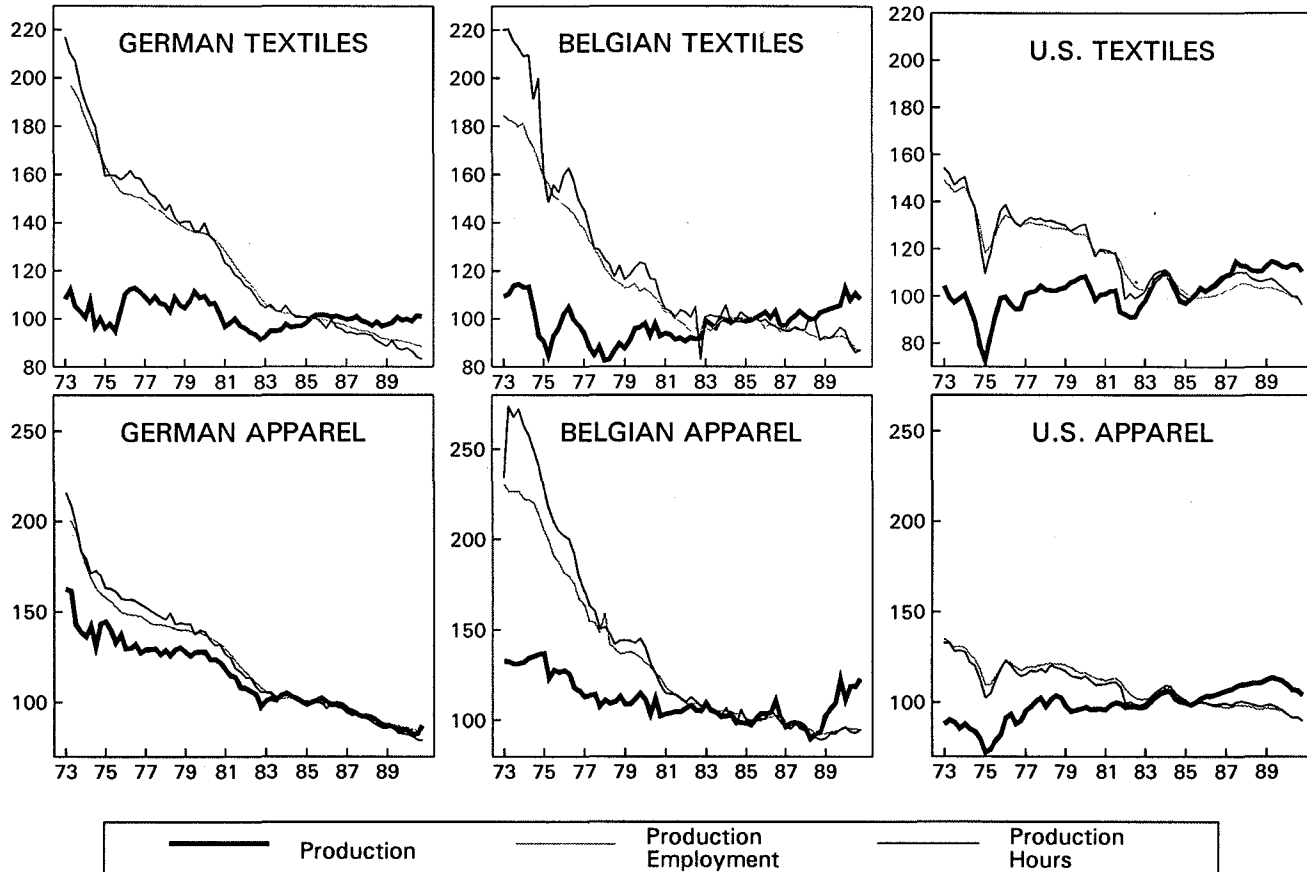 GERMAN TEXTILES
220
200
180
160
140
120
100
80
73 75 77 79 81 83 85 87 89
BELGIAN TEXTILES
220
200
180
160
140
120
100
80
73 75 77 79 81 83 85 87 89
U.S. TEXTILES
220
200
180
160
140
120
100
80
73 75 77 79 81 83 85 87 89
GERMAN APPAREL
250
200
150
100
73 75 77 79 81 83 85 87 89
BELGIAN APPAREL
250
200
150
100
73 75 77 79 81 83 85 87 89
U.S. APPAREL
250
200
150
100
73 75 77 79 81 83 85 87 89
Production
Production
Employment
Production
Hours